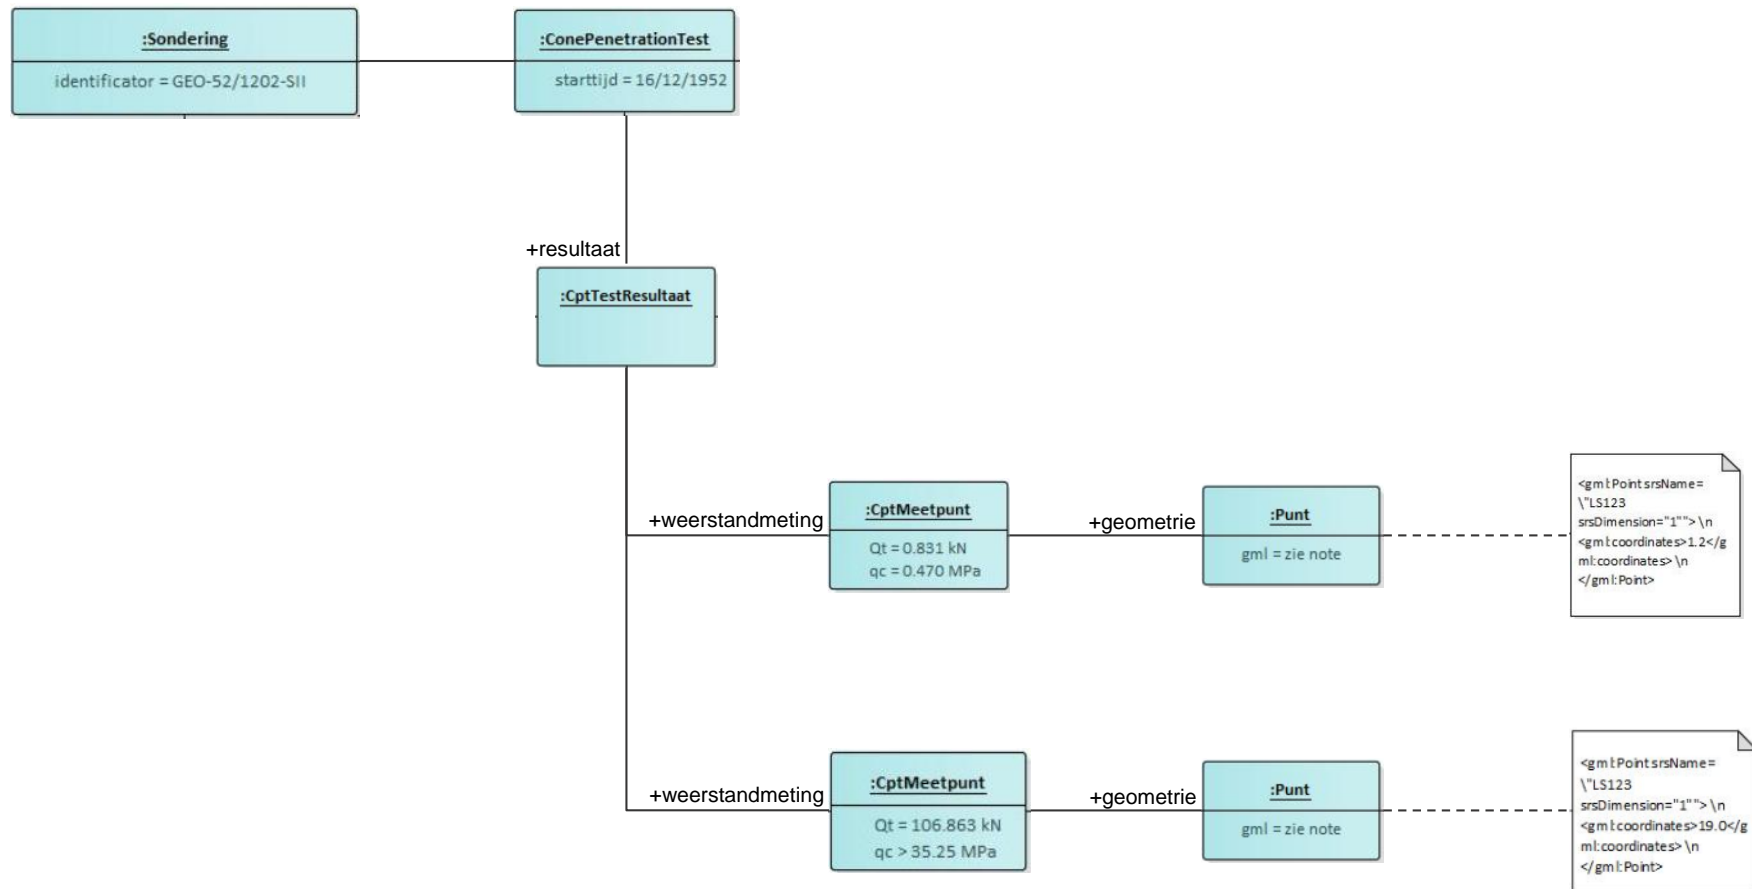 :Sondering
identificator = GEO-52/1202-SII
:ConePenetrationTest
starttijd = 16/12/1952
+resultaat
:CptTestResultaat
+weerstandmeting
:CptMeetpunt
Qt = 0.831 kN
qc = 0.470 MPa
+geometrie
:Punt
gml = zie note
<gml:Point srsName=
\"LS123
srsDimension="1""> \n
<gml:coordinates>1.2</g
ml:coordinates> \n
</gml:Point>
+weerstandmeting
:CptMeetpunt
Qt = 106.863 kN
qc > 35.25 MPa
+geometrie
:Punt
gml = zie note
<gml:Point srsName=
\"LS123
srsDimension="1""> \n
<gml:coordinates>19.0</g
ml:coordinates> \n
</gml:Point>